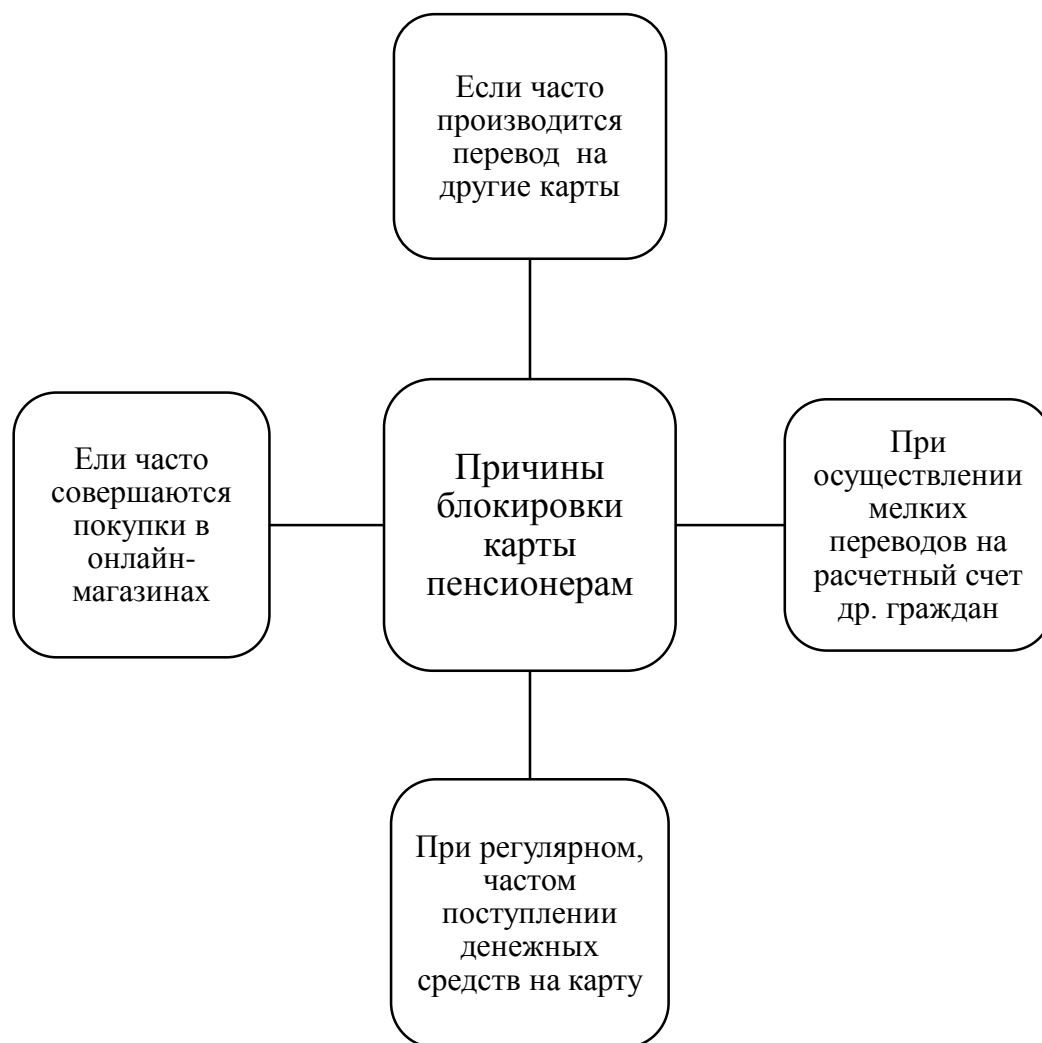 Если часто
производится
перевод на
другие карты
Ели часто
совершаются
покупки в
онлайн-
магазинах
Причины
блокировки
карты
пенсионерам
При
осуществлении
мелких
переводов на
расчетный счет
др. граждан
При регулярном,
частом
поступлении
денежных
средств на карту